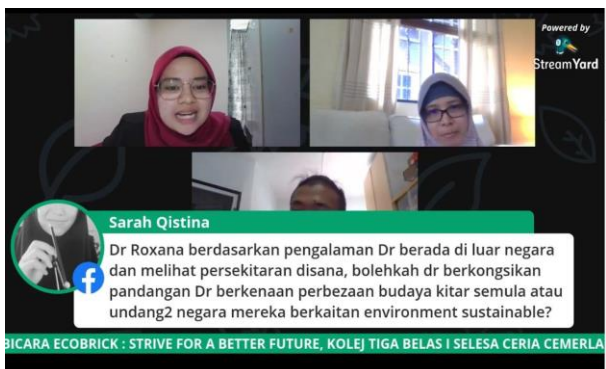 Powered by
StreamYard
Sarah Qistina
Dr Roxana berdasarkan pengalaman Dr berada di luar negara
dan melihat persekitaran disana, bolehkah dr berkongsikan
pandangan Dr berkenaan perbezaan budaya kitar semula atau
undang2 negara mereka berkaitan environment sustainable?
BICARA ECOBRICK : STRIVE FOR A BETTER FUTURE, KOLEJ TIGA BELAS I SELESA CERIA CEMERLA